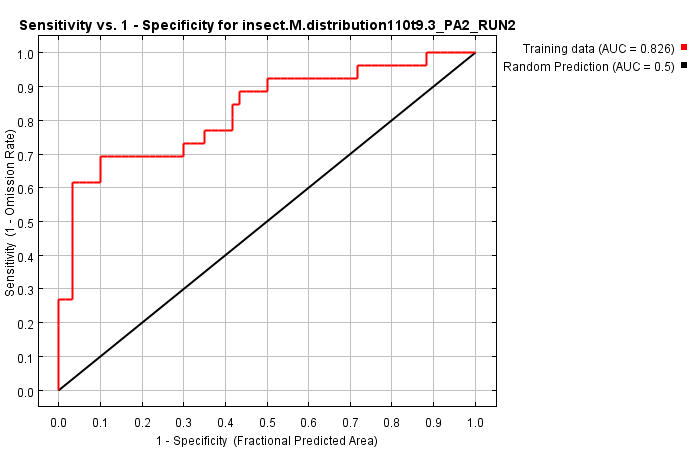 Sensitivity vs. 1 - Specificity for insect.M.distribution110t9.3_PA2_RUN2
Training data (AUC = 0.826)
Random Prediction (AUC = 0.5)
Sensitivity (1 - Omission Rate)
1.0
0.9
0.8
0.7
0.6
0.5
0.4
0.3
0.2
0.1
0.0
0.0 0.1 0.2 0.3 0.4 0.5 0.6 0.7 0.8 0.9 1.0
1 - Specificity (Fractional Predicted Area)